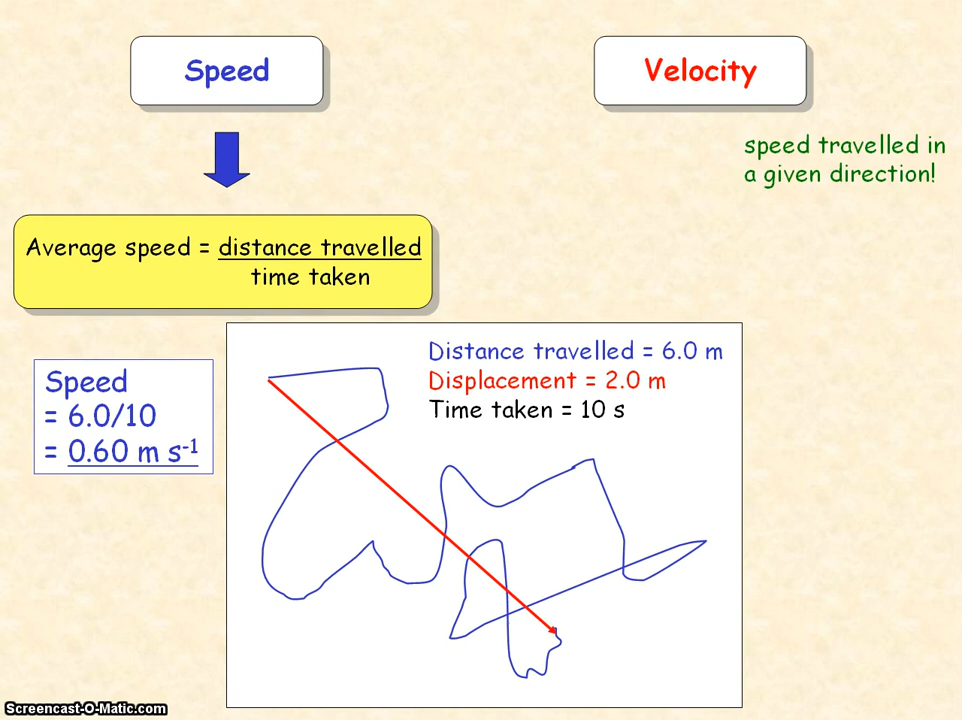 Speed
Velocity
speed travelled in
a given direction!
Average speed = distance travelled
time taken
Distance travelled = 6.0 m
Displacement = 2.0 m
Time taken = 10 s
Speed
= 6.0/10
= 0.60 m s⁻¹
Screencast-O-Matic.com